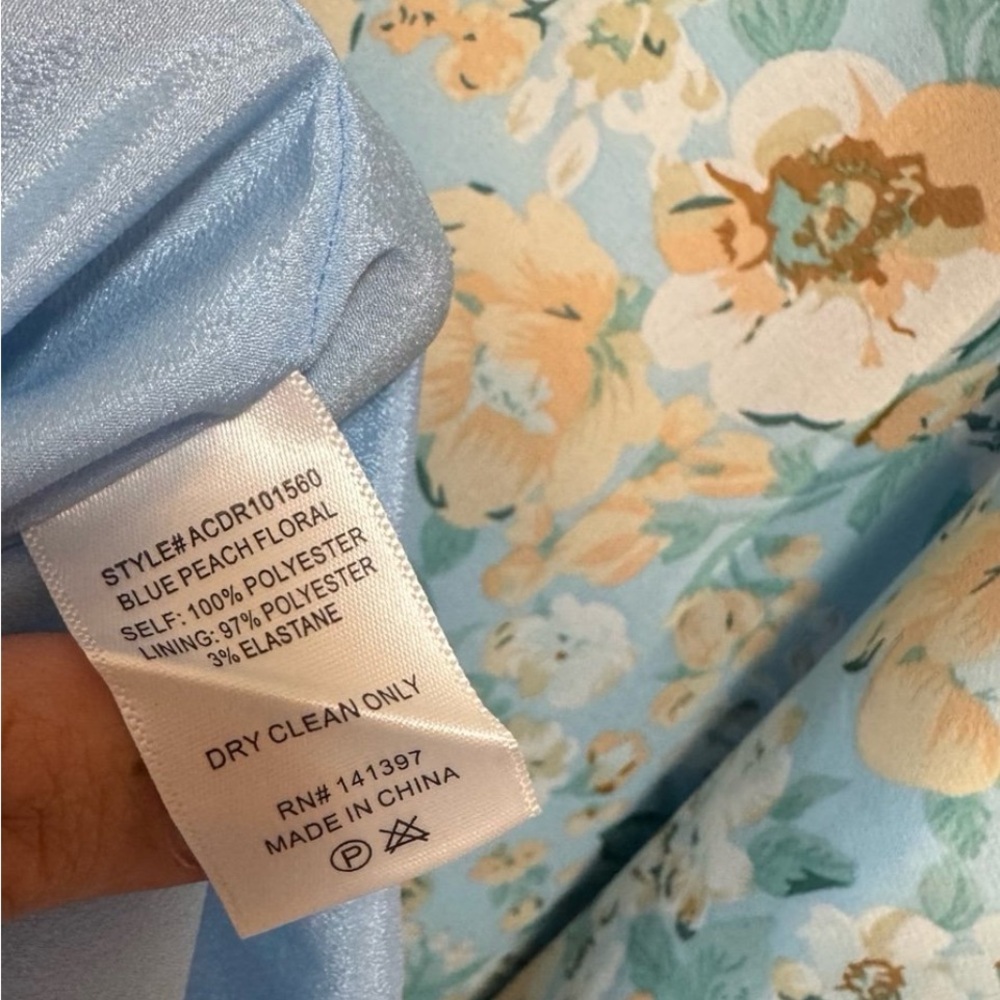 STYLE# ACDR101560
BLUE PEACH FLORAL
SELF: 100% POLYESTER
LINING: 97% POLYESTER
3% ELASTANE
DRY CLEAN ONLY
RN# 141397
MADE IN CHINA
P